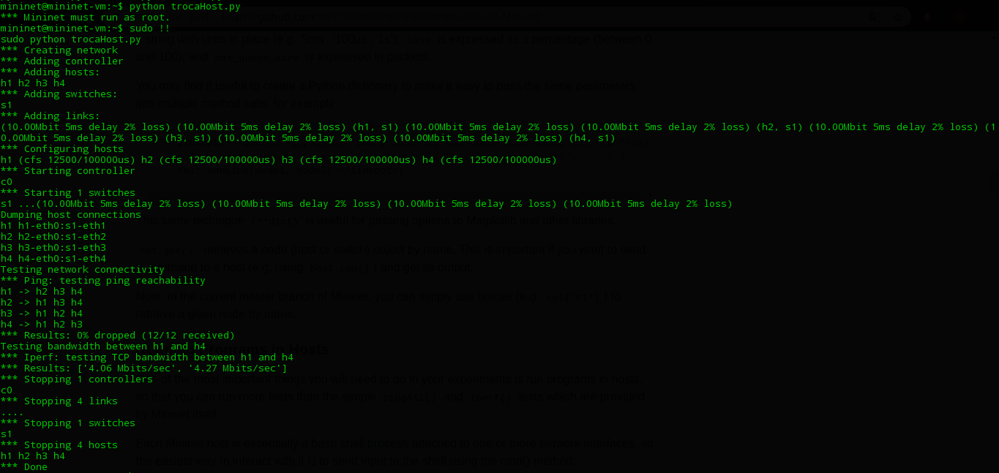 mininet@mininet-vm:~$ python trocaHost.py
*** Mininet must run as root.
mininet@mininet-vm:~$ sudo !!
sudo python trocaHost.py
*** Creating network
*** Adding controller
*** Adding hosts:
h1 h2 h3 h4
*** Adding switches:
s1
*** Adding links:
(10.00Mbit 5ms delay 2% loss) (10.00Mbit 5ms delay 2% loss) (h1, s1) (10.00Mbit 5ms delay 2% loss) (10.00Mbit 5ms delay 2% loss) (h2, s1) (10.00Mbit 5ms delay 2% loss) (1
0.00Mbit 5ms delay 2% loss) (h3, s1) (10.00Mbit 5ms delay 2% loss) (10.00Mbit 5ms delay 2% loss) (h4, s1)
*** Configuring hosts
h1 (cfs 12500/100000us) h2 (cfs 12500/100000us) h3 (cfs 12500/100000us) h4 (cfs 12500/100000us)
*** Starting controller
c0
*** Starting 1 switches
s1 ...(10.00Mbit 5ms delay 2% loss) (10.00Mbit 5ms delay 2% loss) (10.00Mbit 5ms delay 2% loss) (10.00Mbit 5ms delay 2% loss)
Dumping host connections
h1 h1-eth0:s1-eth1
h2 h2-eth0:s1-eth2
h3 h3-eth0:s1-eth3
h4 h4-eth0:s1-eth4
Testing network connectivity
*** Ping: testing ping reachability
h1 -> h2 h3 h4
h2 -> h1 h3 h4
h3 -> h1 h2 h4
h4 -> h1 h2 h3
*** Results: 0% dropped (12/12 received)
Testing bandwidth between h1 and h4
*** Iperf: testing TCP bandwidth between h1 and h4
*** Results: ['4.06 Mbits/sec', '4.27 Mbits/sec']
*** Stopping 1 controllers
c0
*** Stopping 4 links
....
*** Stopping 1 switches
s1
*** Stopping 4 hosts
h1 h2 h3 h4
*** Done